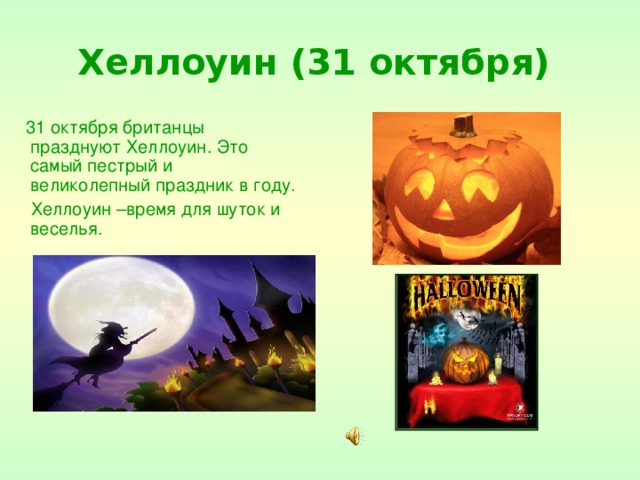 Хеллоуин (31 октября)
31 октября британцы
празднуют Хеллоуин. Это
самый пестрый и
великолепный праздник в году.
Хеллоуин –время для шуток и
веселья.
HALLOWEEN